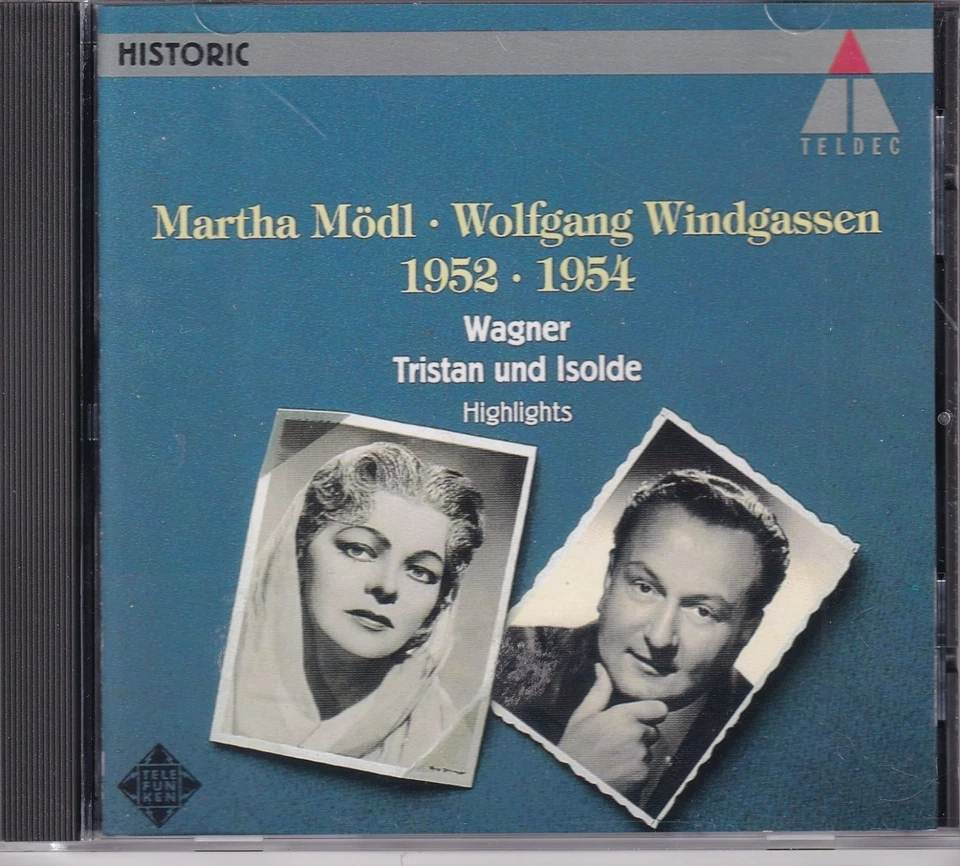 HISTORIC
TELDEC
Martha Mödl · Wolfgang Windgassen
1952 · 1954
Wagner
Tristan und Isolde
Highlights
TELE
FUN
KEN